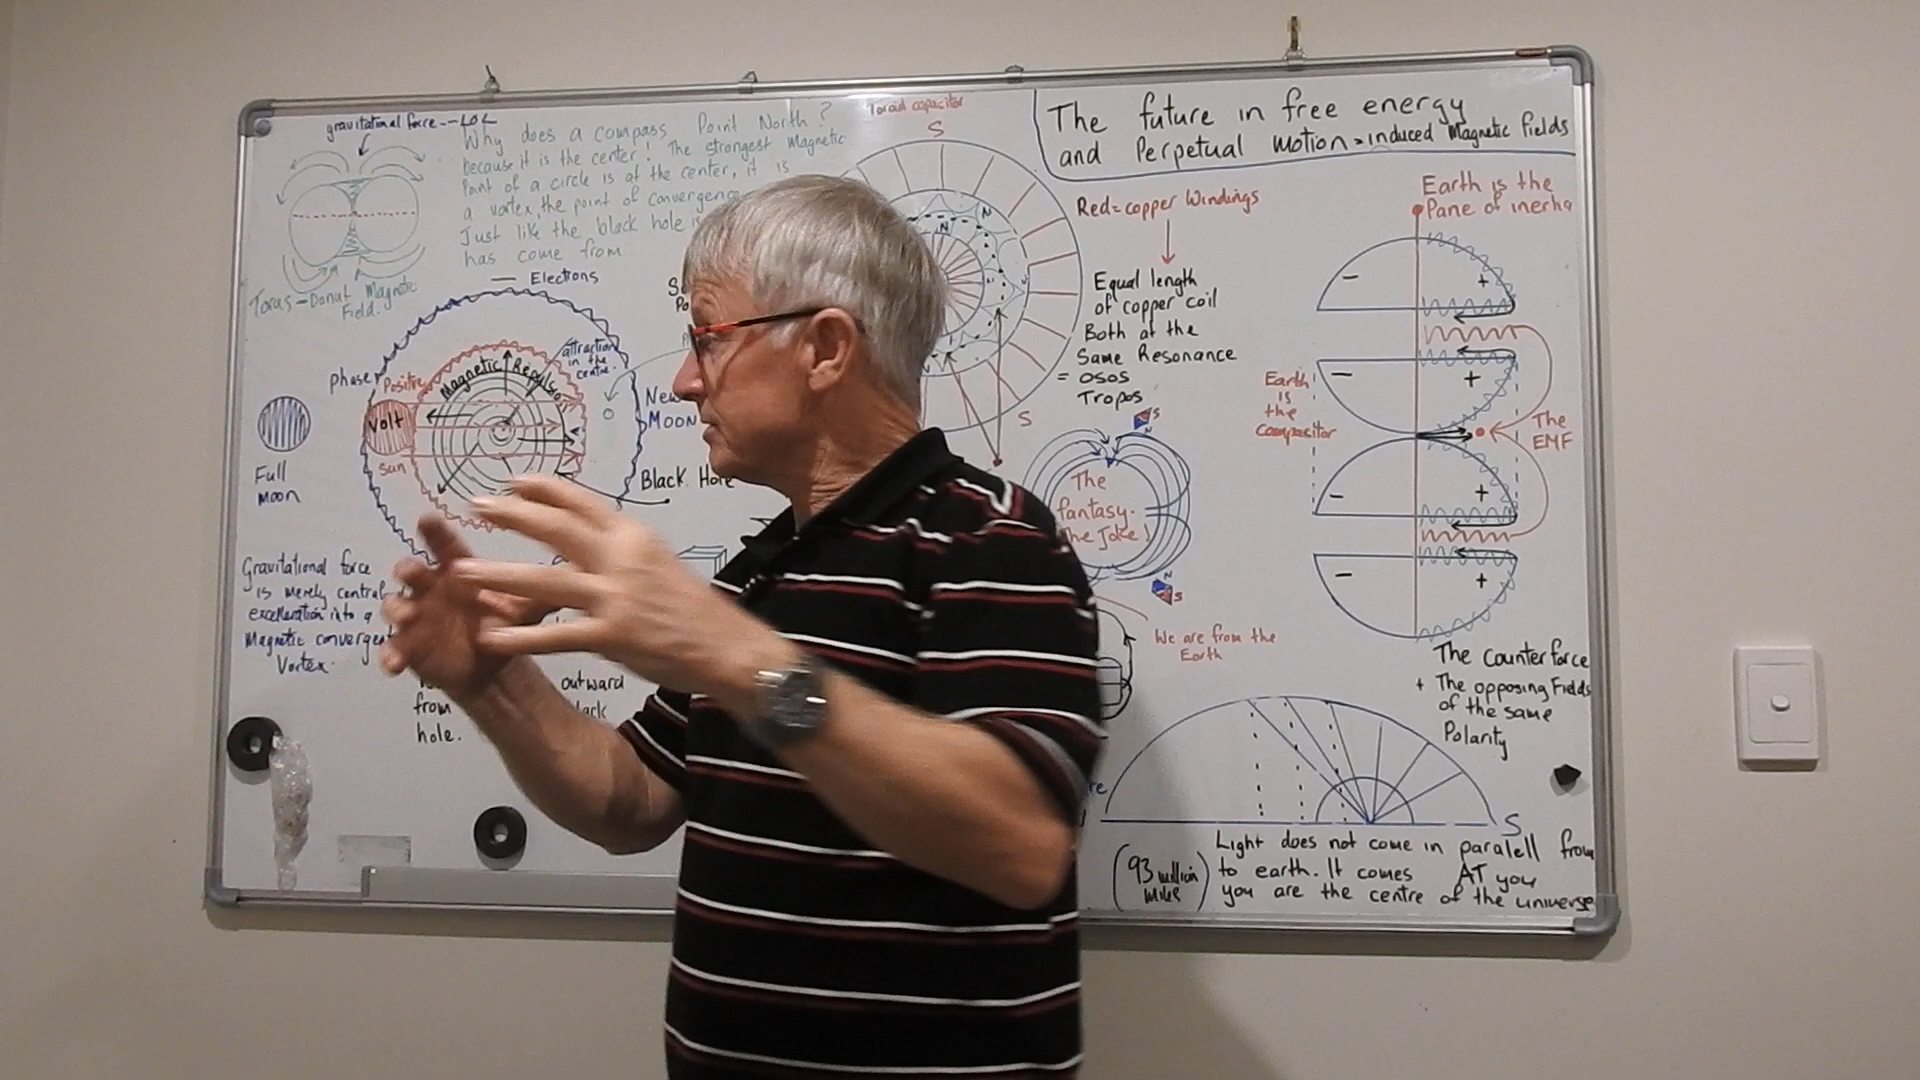 gravitational force -- LOL
Why does a compass Point North?
because it is the center! The strongest Magnetic
Point of a circle is at the center, it is
a vortex, the point of convergence
Just like the black hole
has come from
Torus - Donut Magnetic
Field.
Electrons
phase
Positive
Magnetic Repulsion
attraction
in the
centre.
Volt
Sun
Full
moon
New
Moon
Black Hole
Gravitational force
is merely central
exceleration into a
Magnetic convergent
Vortex.
from
hole.
outward
Toroid capacitor
S
N
N
N
S
The future in free energy
and Perpetual motion = induced Magnetic fields
Red = copper Windings
Equal length
of copper coil
Both at the
Same Resonance
= OSOS
Tropos
The
fantasy.
The Joke!
S
N
N
S
We are from the
Earth
Earth is the
Pane of inerha
- +
- +
Earth
is
the
Compasitor
The
EMF
- +
- +
The Counter force
+ The opposing Fields
of the same
Polarity
S
(93 million
miles)
Light does not come in paralell from
to earth. It comes AT you
you are the centre of the universe